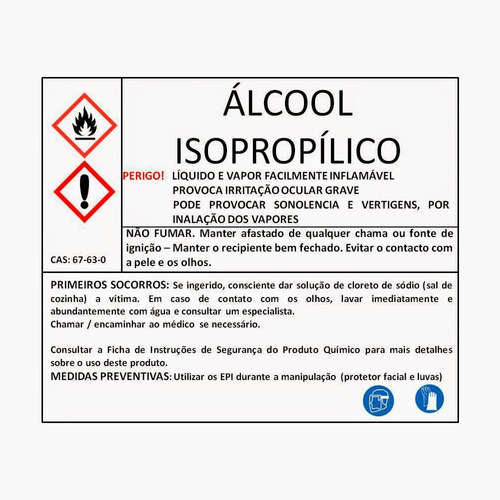 ÁLCOOL
ISOPROPÍLICO
PERIGO! LÍQUIDO E VAPOR FACILMENTE INFLAMÁVEL
PROVOCA IRRITAÇÃO OCULAR GRAVE
PODE PROVOCAR SONOLENCIA E VERTIGENS, POR
INALAÇÃO DOS VAPORES
NÃO FUMAR. Manter afastado de qualquer chama ou fonte de
ignição – Manter o recipiente bem fechado. Evitar o contacto com
a pele e os olhos.
CAS: 67-63-0
PRIMEIROS SOCORROS: Se ingerido, consciente dar solução de cloreto de sódio (sal de
cozinha) a vítima. Em caso de contato com os olhos, lavar imediatamente e
abundantemente com água e consultar um especialista.
Chamar / encaminhar ao médico se necessário.
Consultar a Ficha de Instruções de Segurança do Produto Químico para mais detalhes
sobre o uso deste produto.
MEDIDAS PREVENTIVAS: Utilizar os EPI durante a manipulação (protetor facial e luvas)